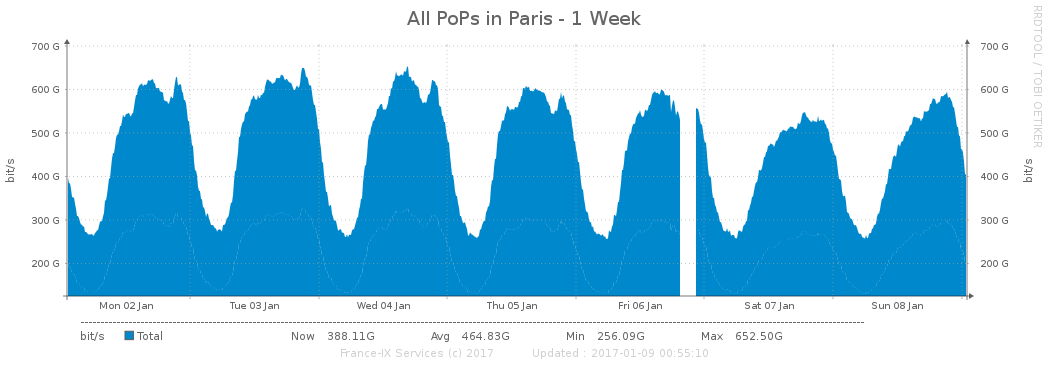 All PoPs in Paris - 1 Week
RRDTOOL / TOBI OETIKER
700 G 700 G
600 G 600 G
500 G 500 G
400 G 400 G
300 G 300 G
200 G 200 G
bit/s bit/s
Mon 02 Jan Tue 03 Jan Wed 04 Jan Thu 05 Jan Fri 06 Jan Sat 07 Jan Sun 08 Jan
bit/s Total Now 388.11G Avg 464.83G Min 256.09G Max 652.50G
France-IX Services (c) 2017 Updated : 2017-01-09 00:55:10